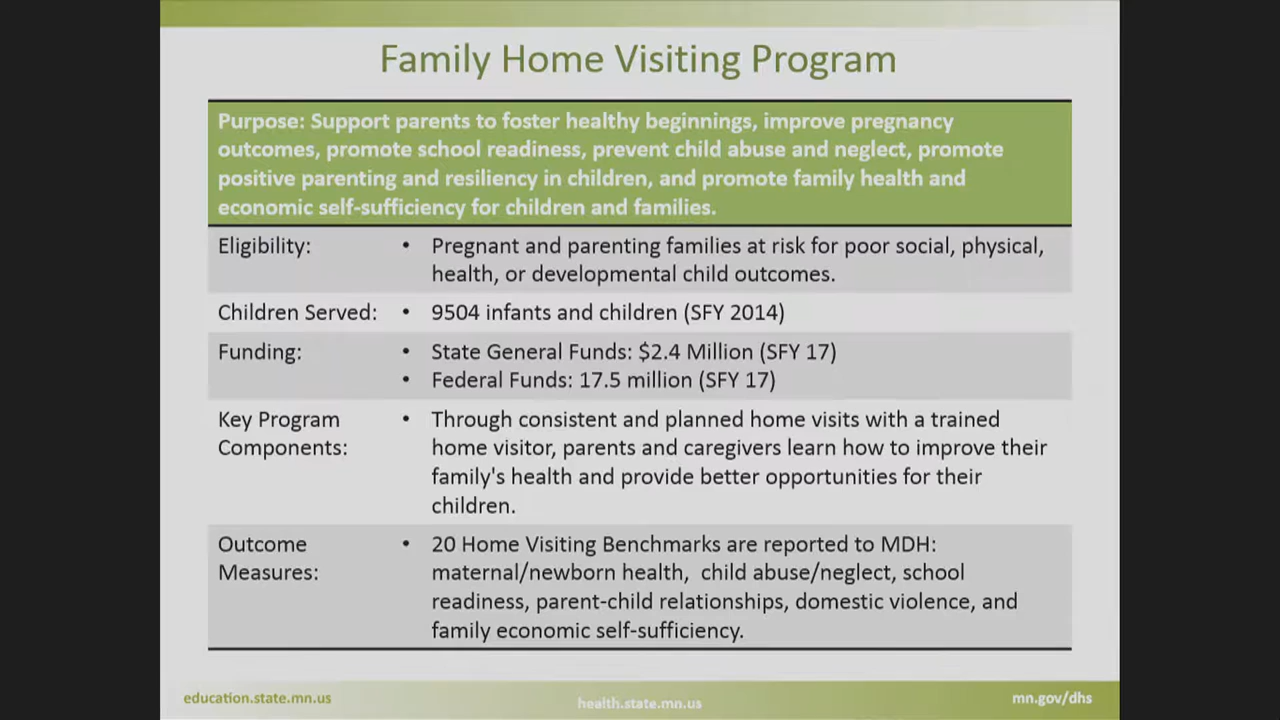 Family Home Visiting Program
Purpose: Support parents to foster healthy beginnings, improve pregnancy
outcomes, promote school readiness, prevent child abuse and neglect, promote
positive parenting and resiliency in children, and promote family health and
economic self-sufficiency for children and families.
Eligibility: • Pregnant and parenting families at risk for poor social, physical,
health, or developmental child outcomes.
Children Served: • 9504 infants and children (SFY 2014)
Funding: • State General Funds: $2.4 Million (SFY 17)
• Federal Funds: 17.5 million (SFY 17)
Key Program • Through consistent and planned home visits with a trained
Components: home visitor, parents and caregivers learn how to improve their
family's health and provide better opportunities for their
children.
Outcome • 20 Home Visiting Benchmarks are reported to MDH:
Measures: maternal/newborn health, child abuse/neglect, school
readiness, parent-child relationships, domestic violence, and
family economic self-sufficiency.
education.state.mn.us health.state.mn.us mn.gov/dhs